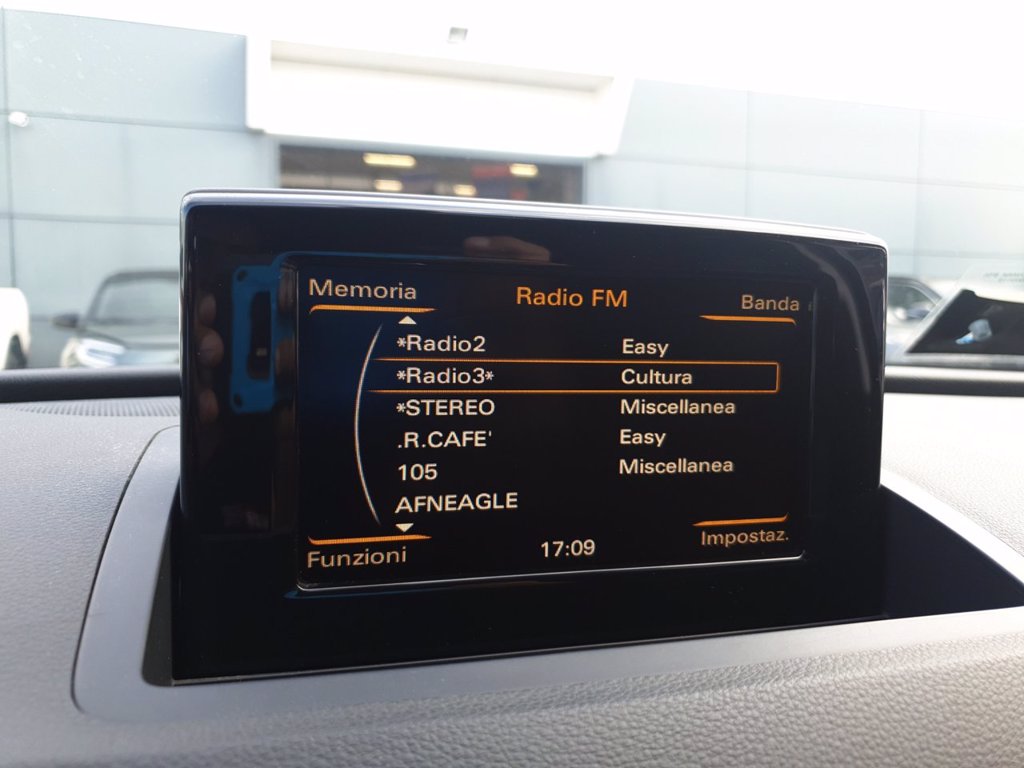 Memoria Radio FM Banda
*Radio2 Easy
*Radio3* Cultura
*STEREO Miscellanea
.R.CAFE' Easy
105 Miscellanea
AFNEAGLE
Funzioni 17:09 Impostaz.